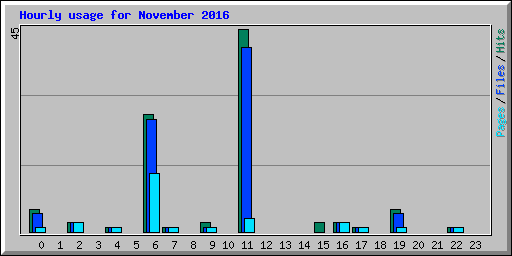 Hourly usage for November 2016
45
Pages/Files/Hits
0 1 2 3 4 5 6 7 8 9 10 11 12 13 14 15 16 17 18 19 20 21 22 23